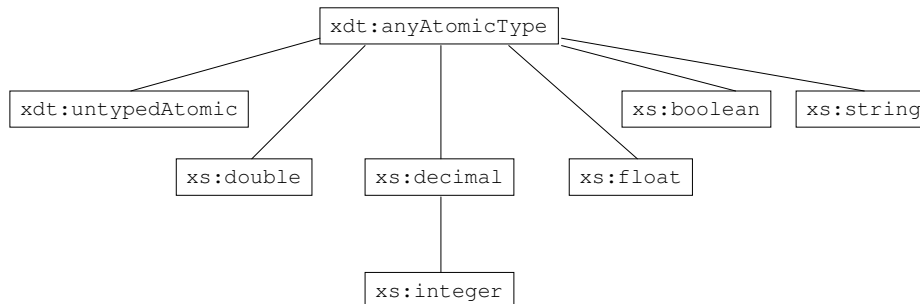 xdt:anyAtomicType
xdt:untypedAtomic
xs:boolean
xs:string
xs:double
xs:decimal
xs:float
xs:integer